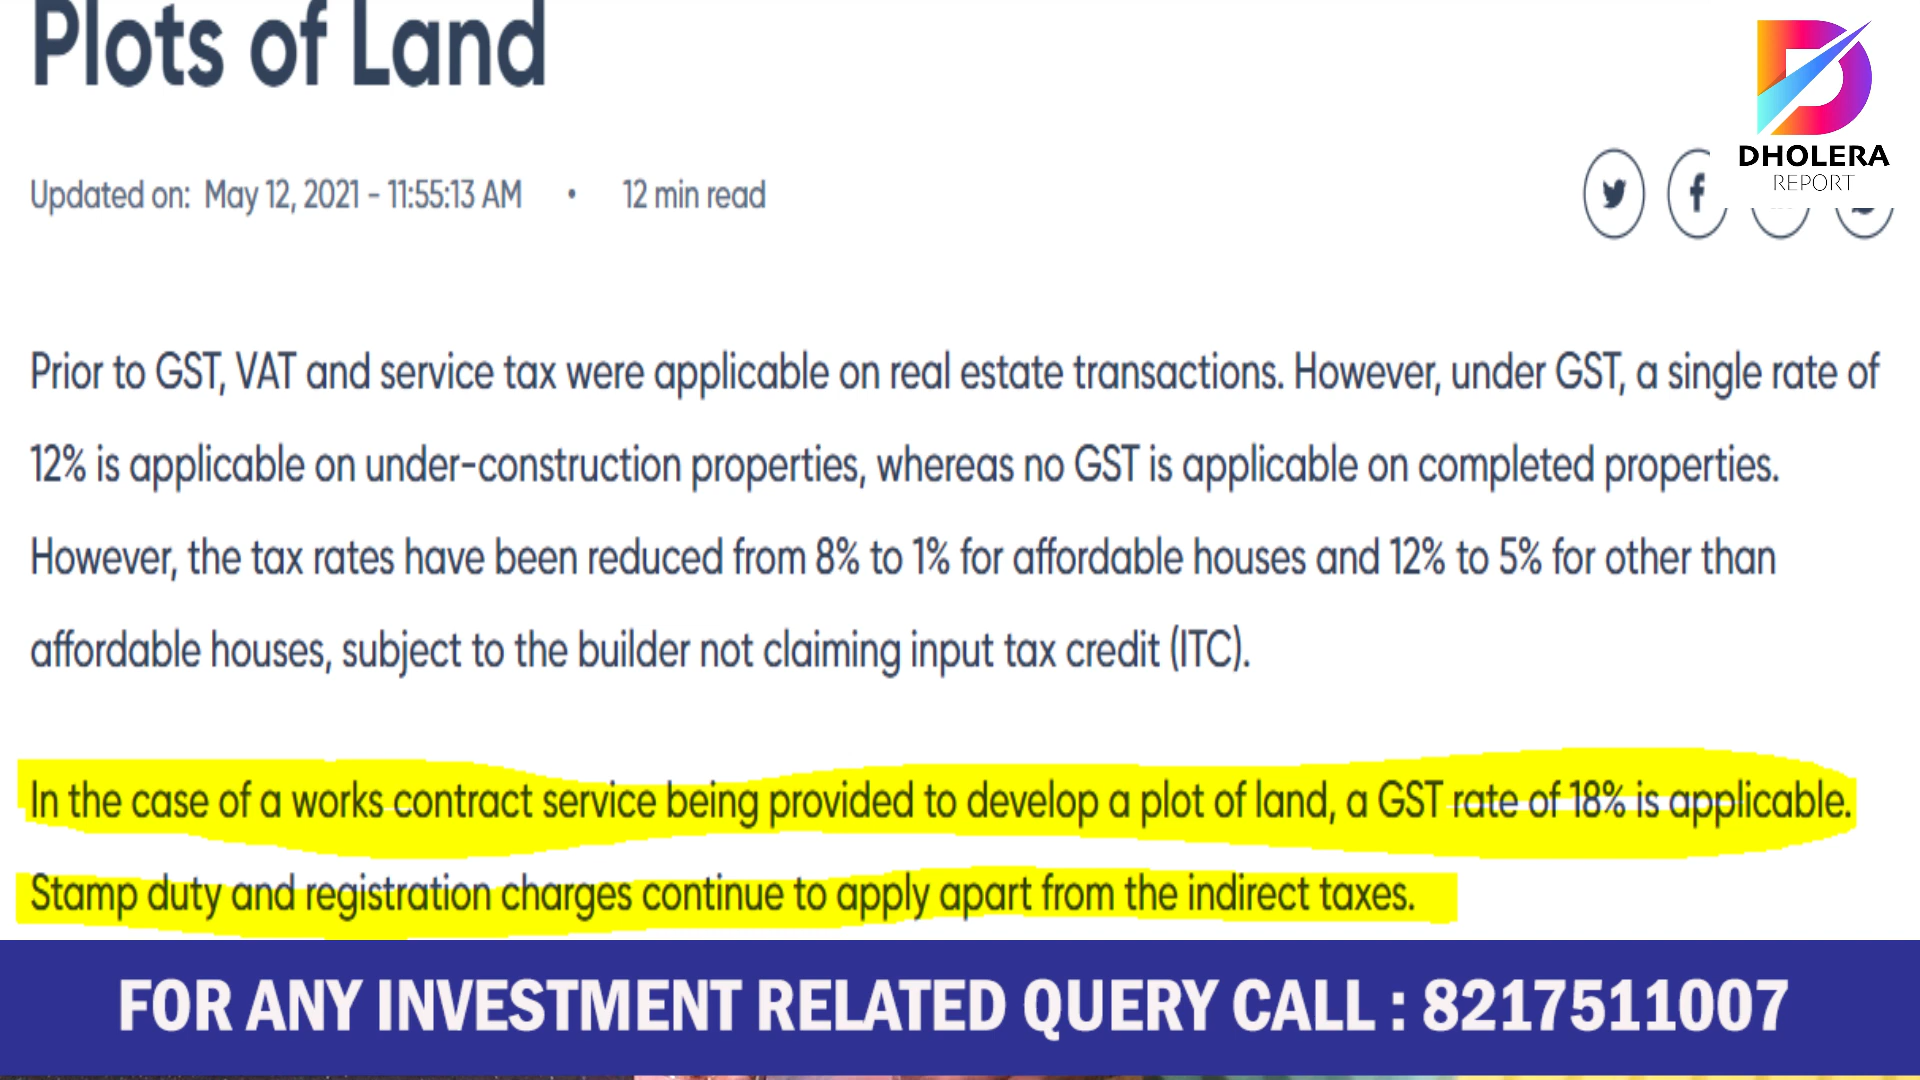 Plots of Land
DHOLERA
REPORT
Updated on: May 12, 2021 - 11:55:13 AM • 12 min read
Prior to GST, VAT and service tax were applicable on real estate transactions. However, under GST, a single rate of
12% is applicable on under-construction properties, whereas no GST is applicable on completed properties.
However, the tax rates have been reduced from 8% to 1% for affordable houses and 12% to 5% for other than
affordable houses, subject to the builder not claiming input tax credit (ITC).
In the case of a works contract service being provided to develop a plot of land, a GST rate of 18% is applicable.
Stamp duty and registration charges continue to apply apart from the indirect taxes.
FOR ANY INVESTMENT RELATED QUERY CALL : 8217511007